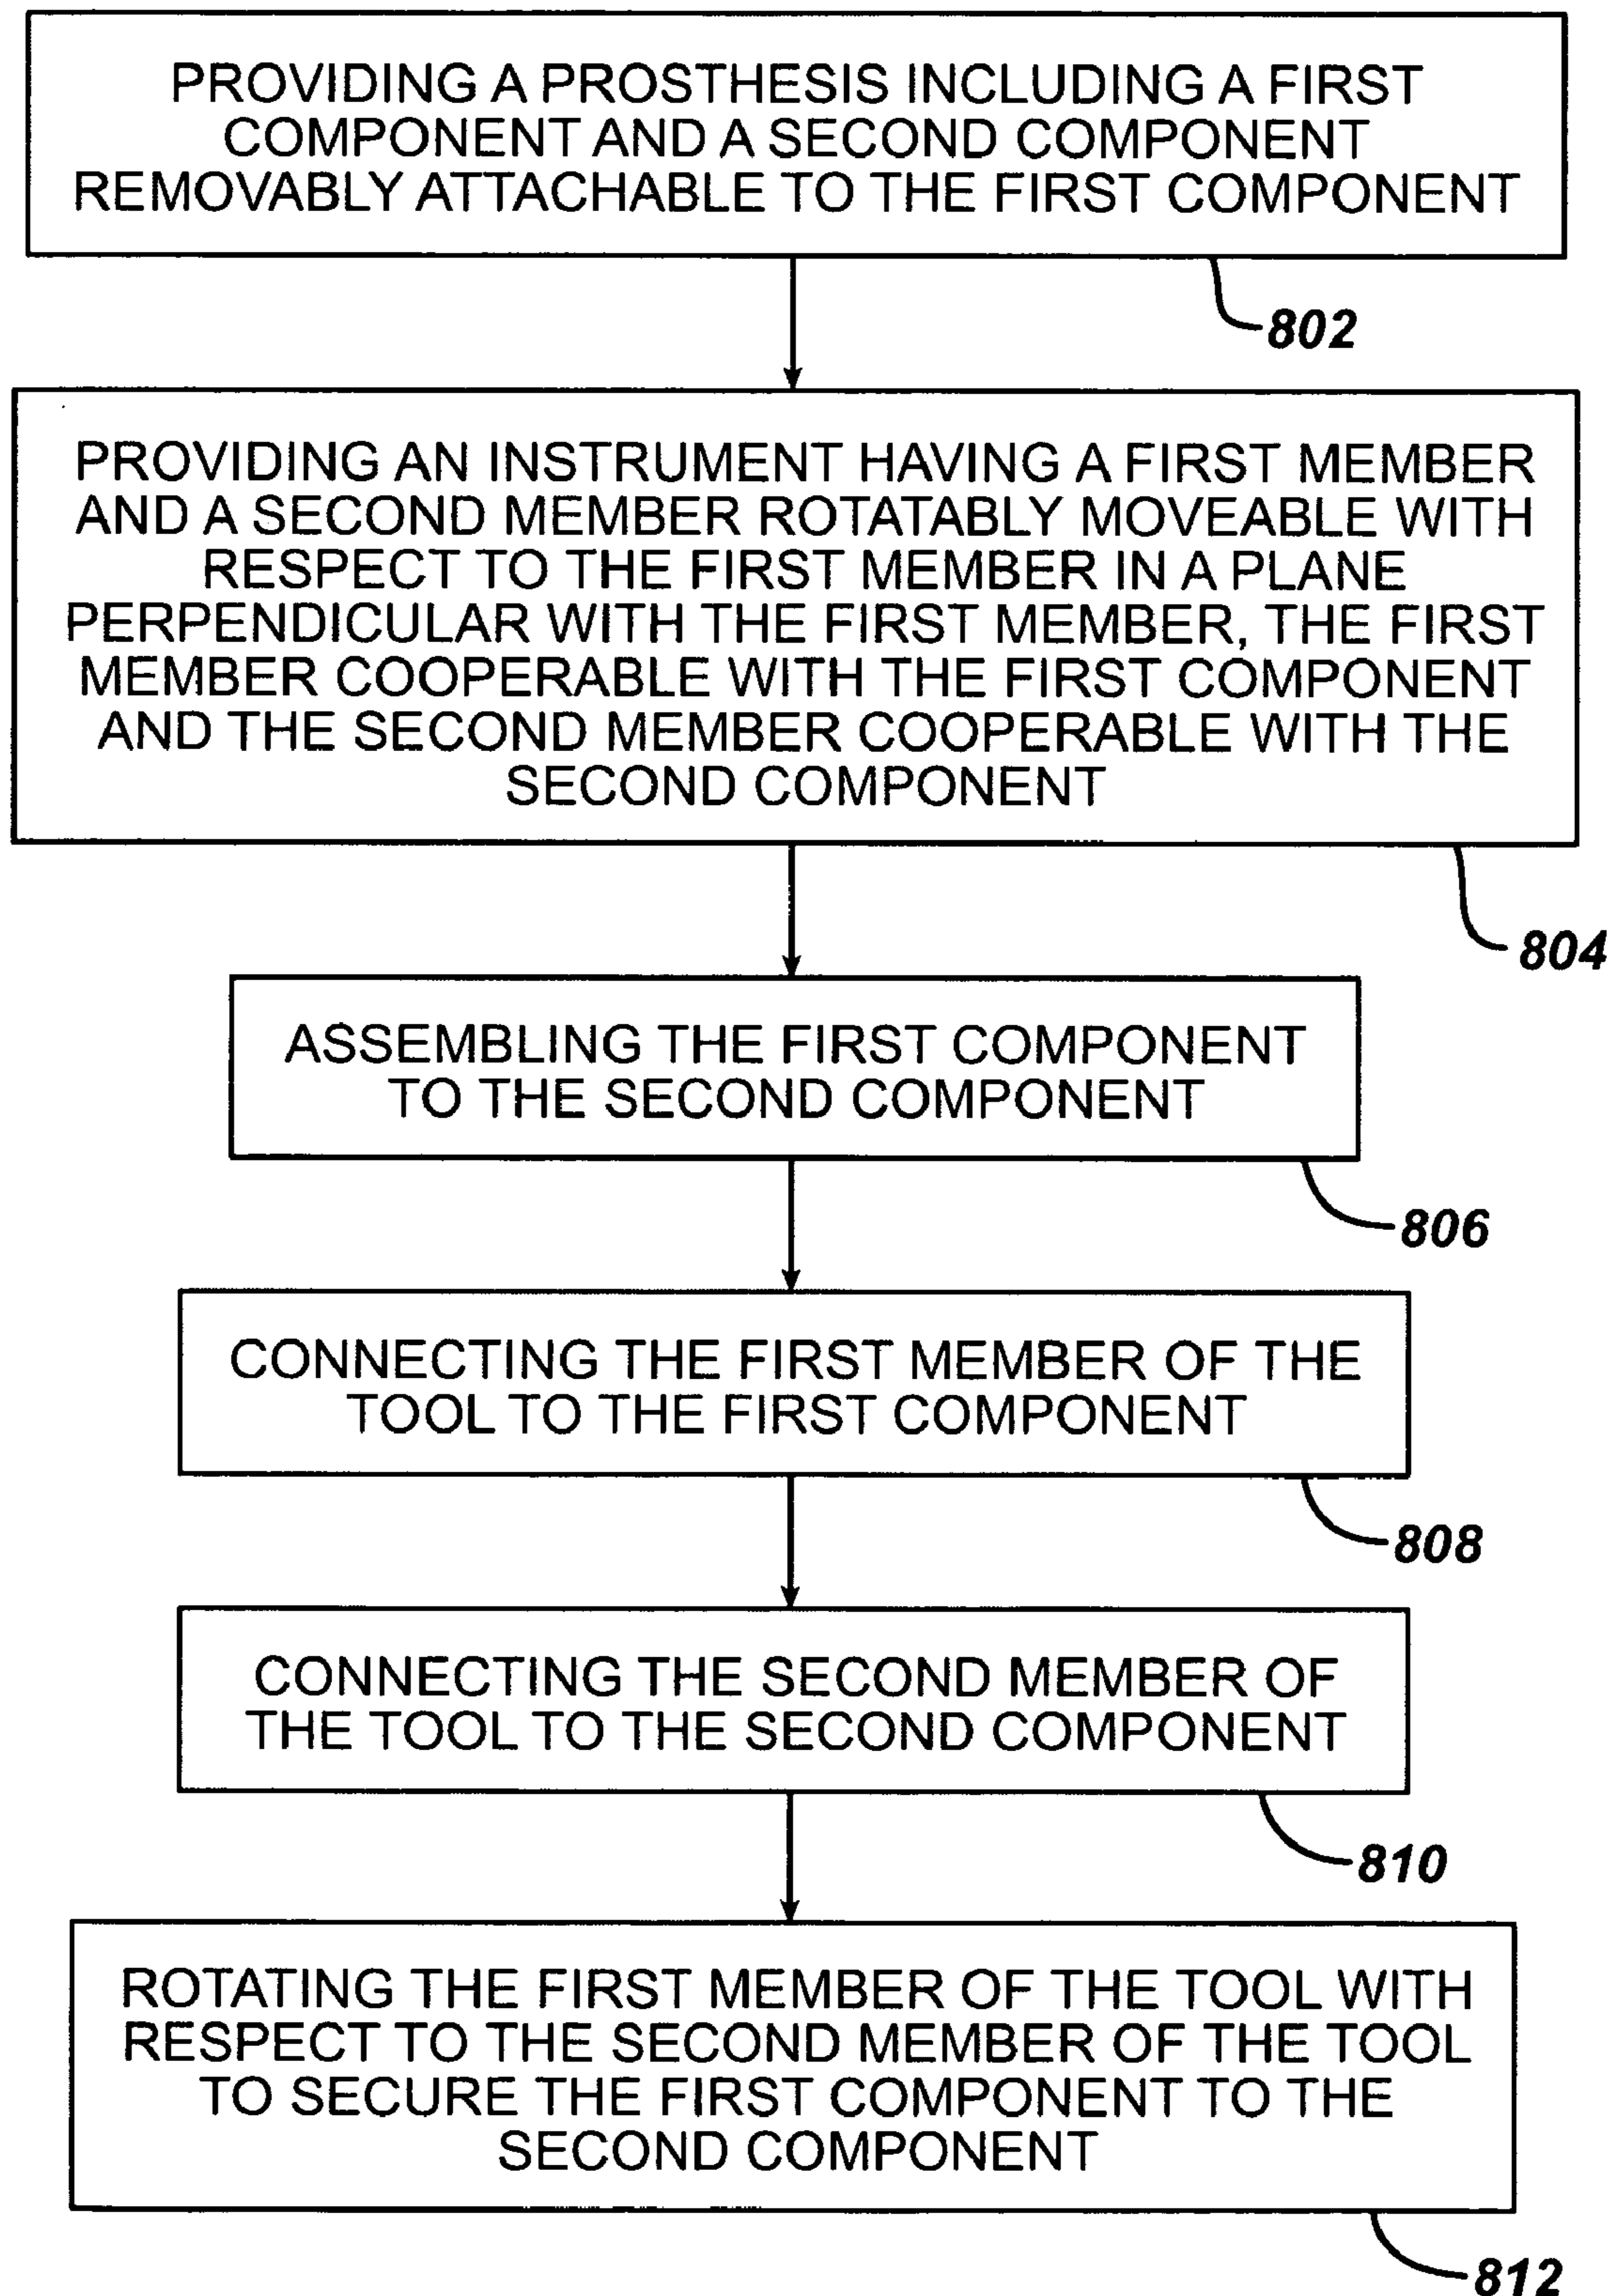 PROVIDING A PROSTHESIS INCLUDING A FIRST
COMPONENT AND A SECOND COMPONENT
REMOVABLY ATTACHABLE TO THE FIRST COMPONENT
802
PROVIDING AN INSTRUMENT HAVING A FIRST MEMBER
AND A SECOND MEMBER ROTATABLY MOVEABLE WITH
RESPECT TO THE FIRST MEMBER IN A PLANE
PERPENDICULAR WITH THE FIRST MEMBER, THE FIRST
MEMBER COOPERABLE WITH THE FIRST COMPONENT
AND THE SECOND MEMBER COOPERABLE WITH THE
SECOND COMPONENT
804
ASSEMBLING THE FIRST COMPONENT
TO THE SECOND COMPONENT
806
CONNECTING THE FIRST MEMBER OF THE
TOOL TO THE FIRST COMPONENT
808
CONNECTING THE SECOND MEMBER OF
THE TOOL TO THE SECOND COMPONENT
810
ROTATING THE FIRST MEMBER OF THE TOOL WITH
RESPECT TO THE SECOND MEMBER OF THE TOOL
TO SECURE THE FIRST COMPONENT TO THE
SECOND COMPONENT
812